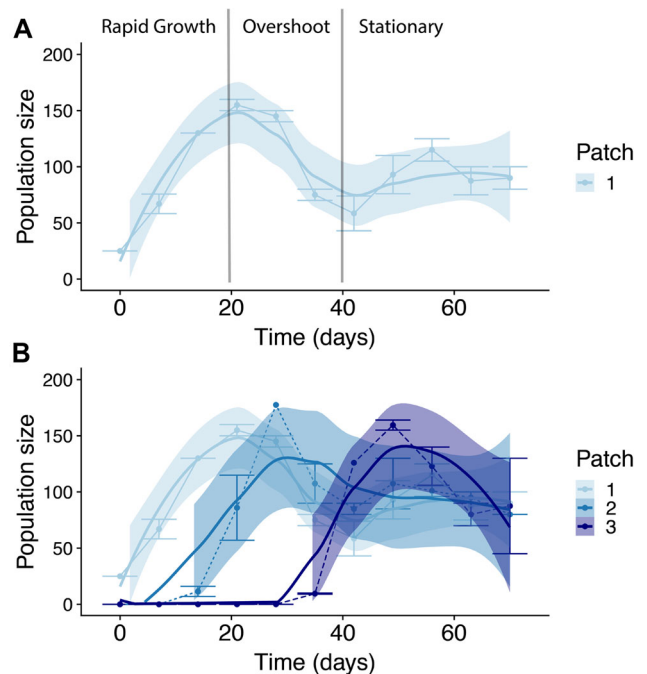 A
Rapid Growth Overshoot Stationary
Population size
200
150
100
50
0
0 20 40 60
Time (days)
Patch
1
B
Population size
200
150
100
50
0
0 20 40 60
Time (days)
Patch
1
2
3